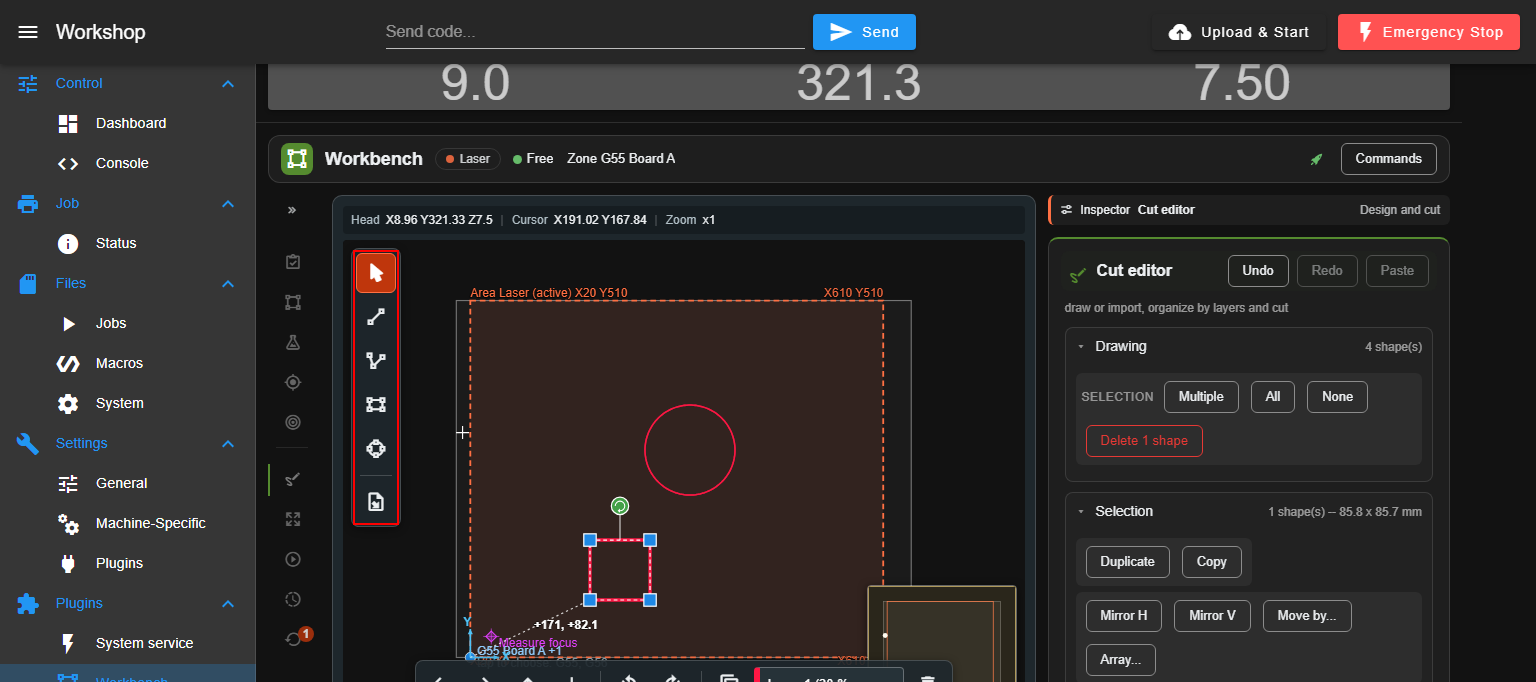 Workshop
Send code...
Send
Upload & Start
Emergency Stop
Control
Dashboard
Console
Job
Status
Files
Jobs
Macros
System
Settings
General
Machine-Specific
Plugins
Plugins
System service
Workbench
9.0 321.3 7.50
Workbench Laser Free Zone G55 Board A
Commands
Head X8.96 Y321.33 Z7.5 | Cursor X191.02 Y167.84 | Zoom x1
Area Laser (active) X20 Y510 X610 Y510
+171, +82.1
Y
Measure focus
G55 Board A +1
X
1
Inspector Cut editor Design and cut
Cut editor Undo Redo Paste
draw or import, organize by layers and cut
Drawing 4 shape(s)
SELECTION Multiple All None
Delete 1 shape
Selection 1 shape(s) – 85.8 x 85.7 mm
Duplicate Copy
Mirror H Mirror V Move by...
Array...